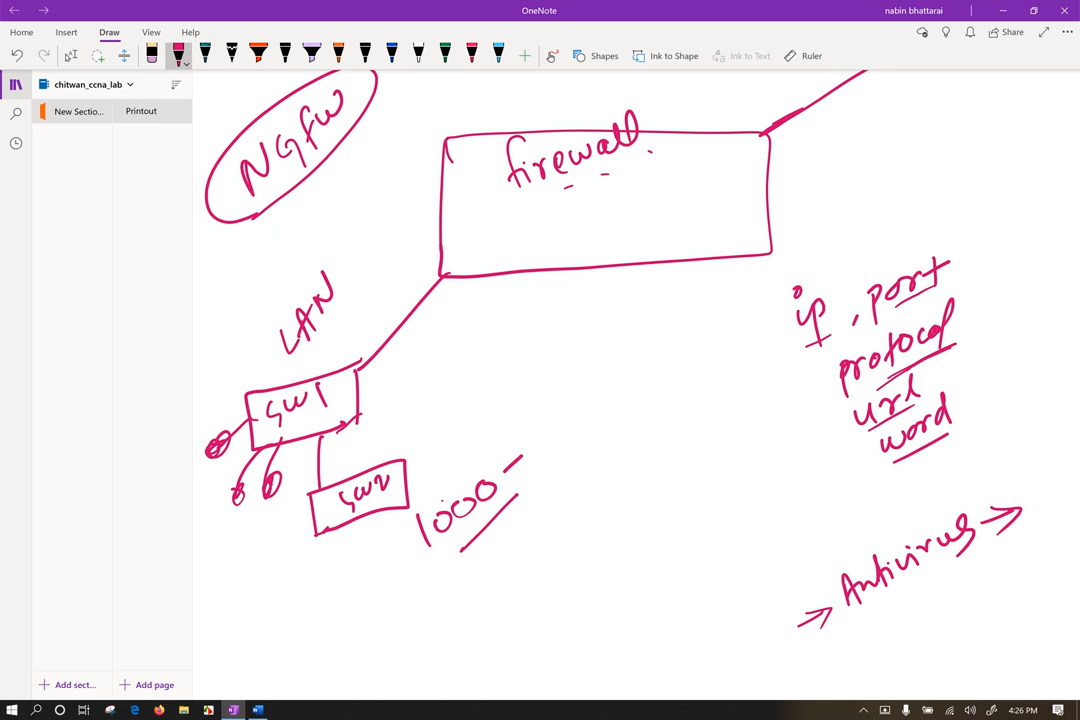 OneNote
nabin bhattarai
Home
Insert
Draw
View
Help
Share
Shapes
Ink to Shape
Ink to Text
Ruler
chitwan_ccna_lab
New Sectio...
Printout
NGfw
firewall
LAN
SW1
SW2
1000
ip, port
protocol
url
word
Antivirus
Add sect...
Add page
4:26 PM